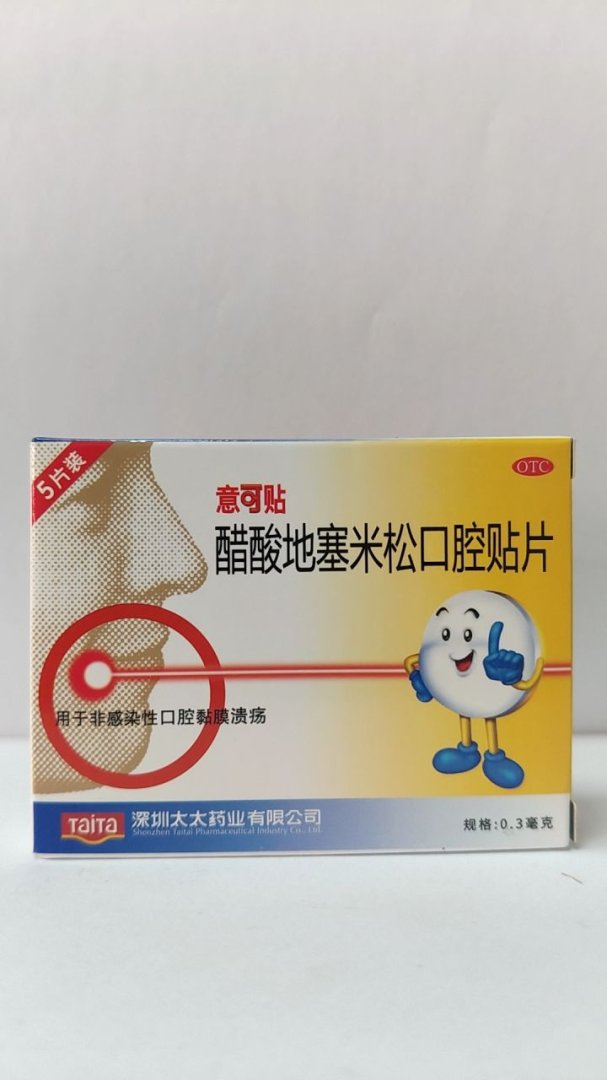 5片装
OTC
意可贴
醋酸地塞米松口腔贴片
用于非感染性口腔黏膜溃疡
Taita
深圳太太药业有限公司
Shenzhen Taitai Pharmaceutical Industry Co., Ltd.
规格:0.3毫克